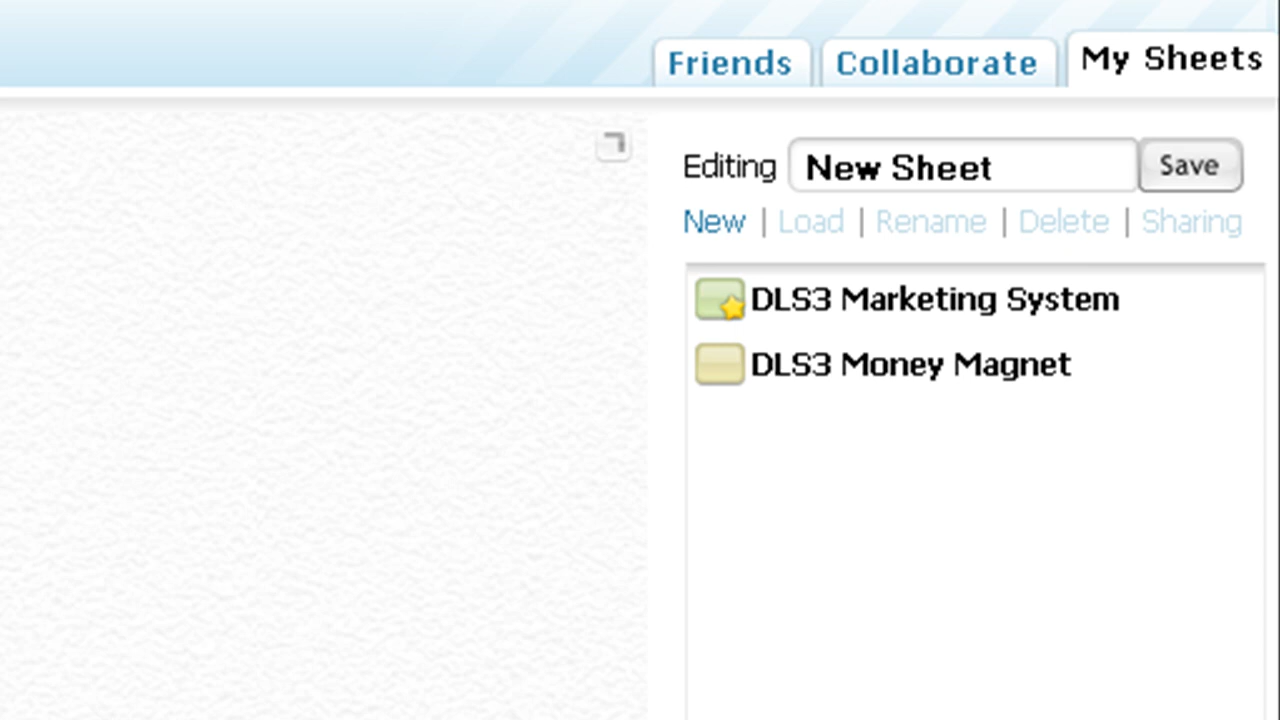 Friends Collaborate My Sheets
Editing New Sheet Save
New | Load | Rename | Delete | Sharing
DLS3 Marketing System
DLS3 Money Magnet